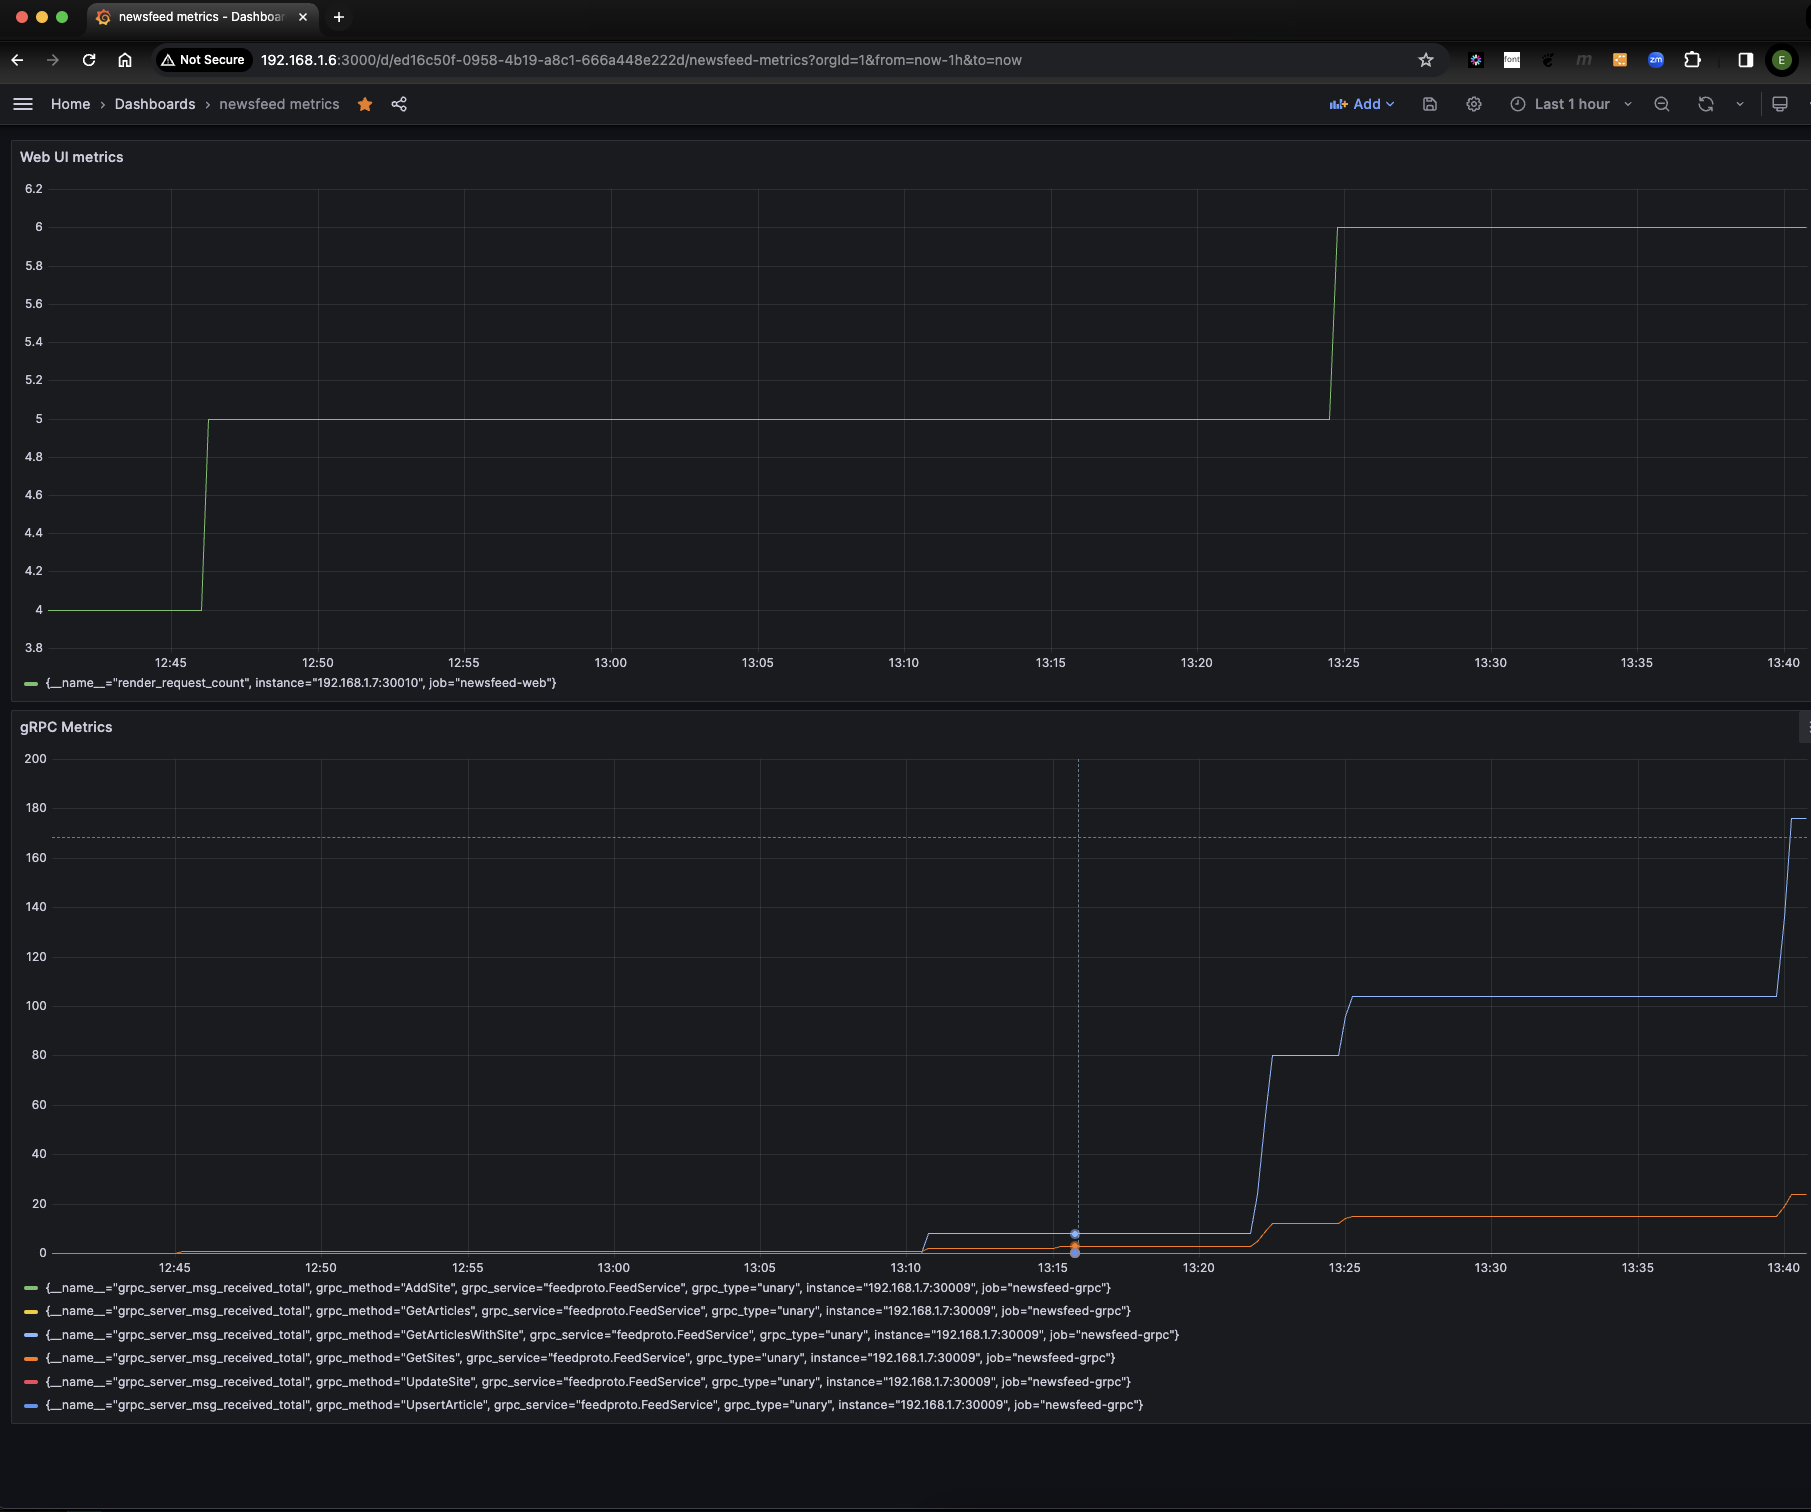 newsfeed metrics - Dashboar
Not Secure
192.168.1.6:3000/d/ed16c50f-0958-4b19-a8c1-666a448e222d/newsfeed-metrics?orgId=1&from=now-1h&to=now
font
m
zm
E
Home › Dashboards › newsfeed metrics
Add
Last 1 hour
Web UI metrics
6.2
6
5.8
5.6
5.4
5.2
5
4.8
4.6
4.4
4.2
4
3.8
12:45 12:50 12:55 13:00 13:05 13:10 13:15 13:20 13:25 13:30 13:35 13:40
{__name__="render_request_count", instance="192.168.1.7:30010", job="newsfeed-web"}
gRPC Metrics
200
180
160
140
120
100
80
60
40
20
0
12:45 12:50 12:55 13:00 13:05 13:10 13:15 13:20 13:25 13:30 13:35 13:40
{__name__="grpc_server_msg_received_total", grpc_method="AddSite", grpc_service="feedproto.FeedService", grpc_type="unary", instance="192.168.1.7:30009", job="newsfeed-grpc"}
{__name__="grpc_server_msg_received_total", grpc_method="GetArticles", grpc_service="feedproto.FeedService", grpc_type="unary", instance="192.168.1.7:30009", job="newsfeed-grpc"}
{__name__="grpc_server_msg_received_total", grpc_method="GetArticlesWithSite", grpc_service="feedproto.FeedService", grpc_type="unary", instance="192.168.1.7:30009", job="newsfeed-grpc"}
{__name__="grpc_server_msg_received_total", grpc_method="GetSites", grpc_service="feedproto.FeedService", grpc_type="unary", instance="192.168.1.7:30009", job="newsfeed-grpc"}
{__name__="grpc_server_msg_received_total", grpc_method="UpdateSite", grpc_service="feedproto.FeedService", grpc_type="unary", instance="192.168.1.7:30009", job="newsfeed-grpc"}
{__name__="grpc_server_msg_received_total", grpc_method="UpsertArticle", grpc_service="feedproto.FeedService", grpc_type="unary", instance="192.168.1.7:30009", job="newsfeed-grpc"}